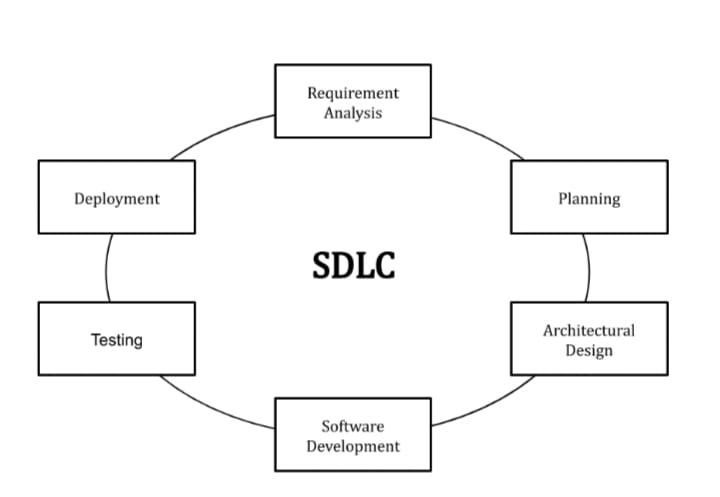 Requirement
Analysis
Deployment
Planning
SDLC
Testing
Architectural
Design
Software
Development